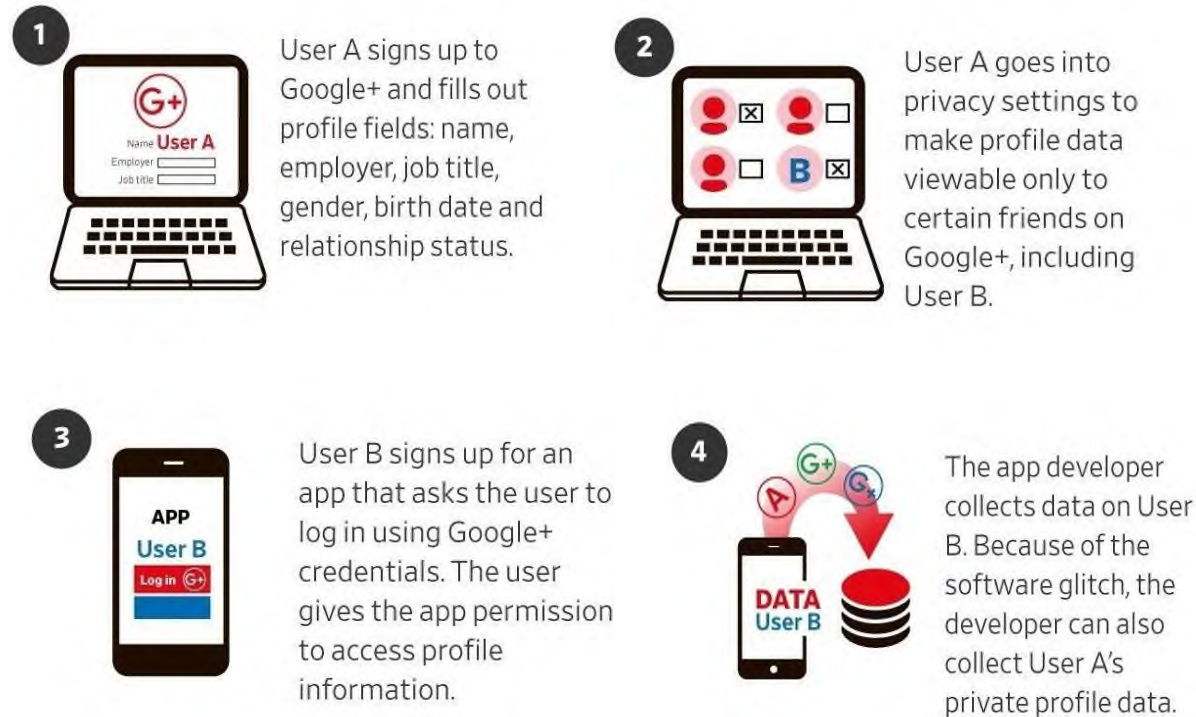 1
G+
Name User A
Employer
Job title
User A signs up to
Google+ and fills out
profile fields: name,
employer, job title,
gender, birth date and
relationship status.
2
B
User A goes into
privacy settings to
make profile data
viewable only to
certain friends on
Google+, including
User B.
3
APP
User B
Log in G+
User B signs up for an
app that asks the user to
log in using Google+
credentials. The user
gives the app permission
to access profile
information.
4
A G+ G+
DATA
User B
The app developer
collects data on User
B. Because of the
software glitch, the
developer can also
collect User A's
private profile data.